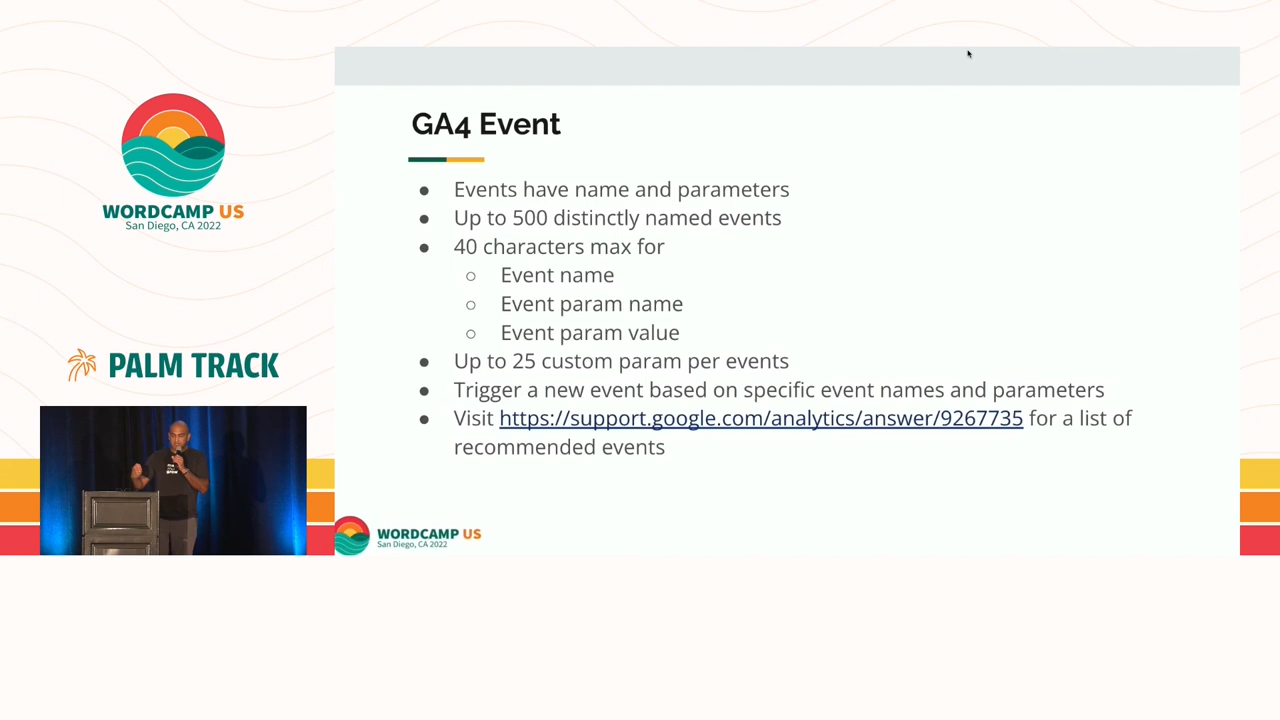 WORDCAMP US
San Diego, CA 2022
PALM TRACK
GA4 Event
● Events have name and parameters
● Up to 500 distinctly named events
● 40 characters max for
○ Event name
○ Event param name
○ Event param value
● Up to 25 custom param per events
● Trigger a new event based on specific event names and parameters
● Visit https://support.google.com/analytics/answer/9267735 for a list of
recommended events
WORDCAMP US
San Diego, CA 2022